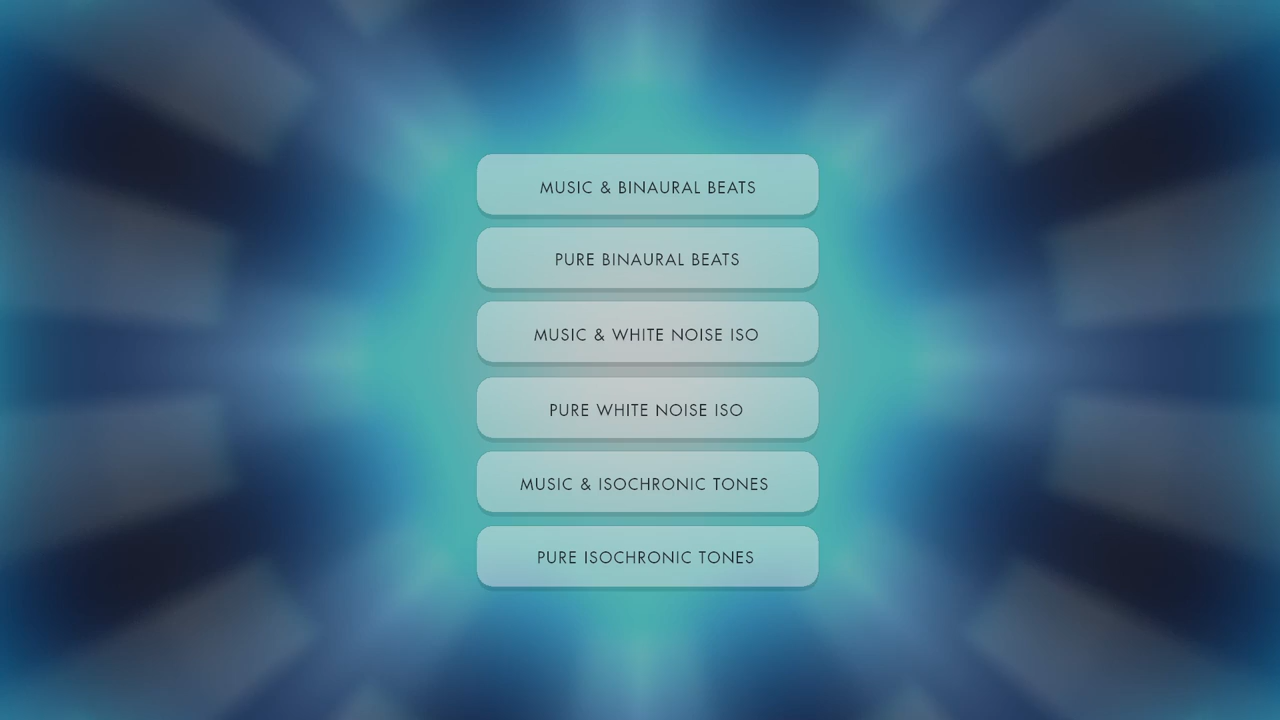 MUSIC & BINAURAL BEATS
PURE BINAURAL BEATS
MUSIC & WHITE NOISE ISO
PURE WHITE NOISE ISO
MUSIC & ISOCHRONIC TONES
PURE ISOCHRONIC TONES